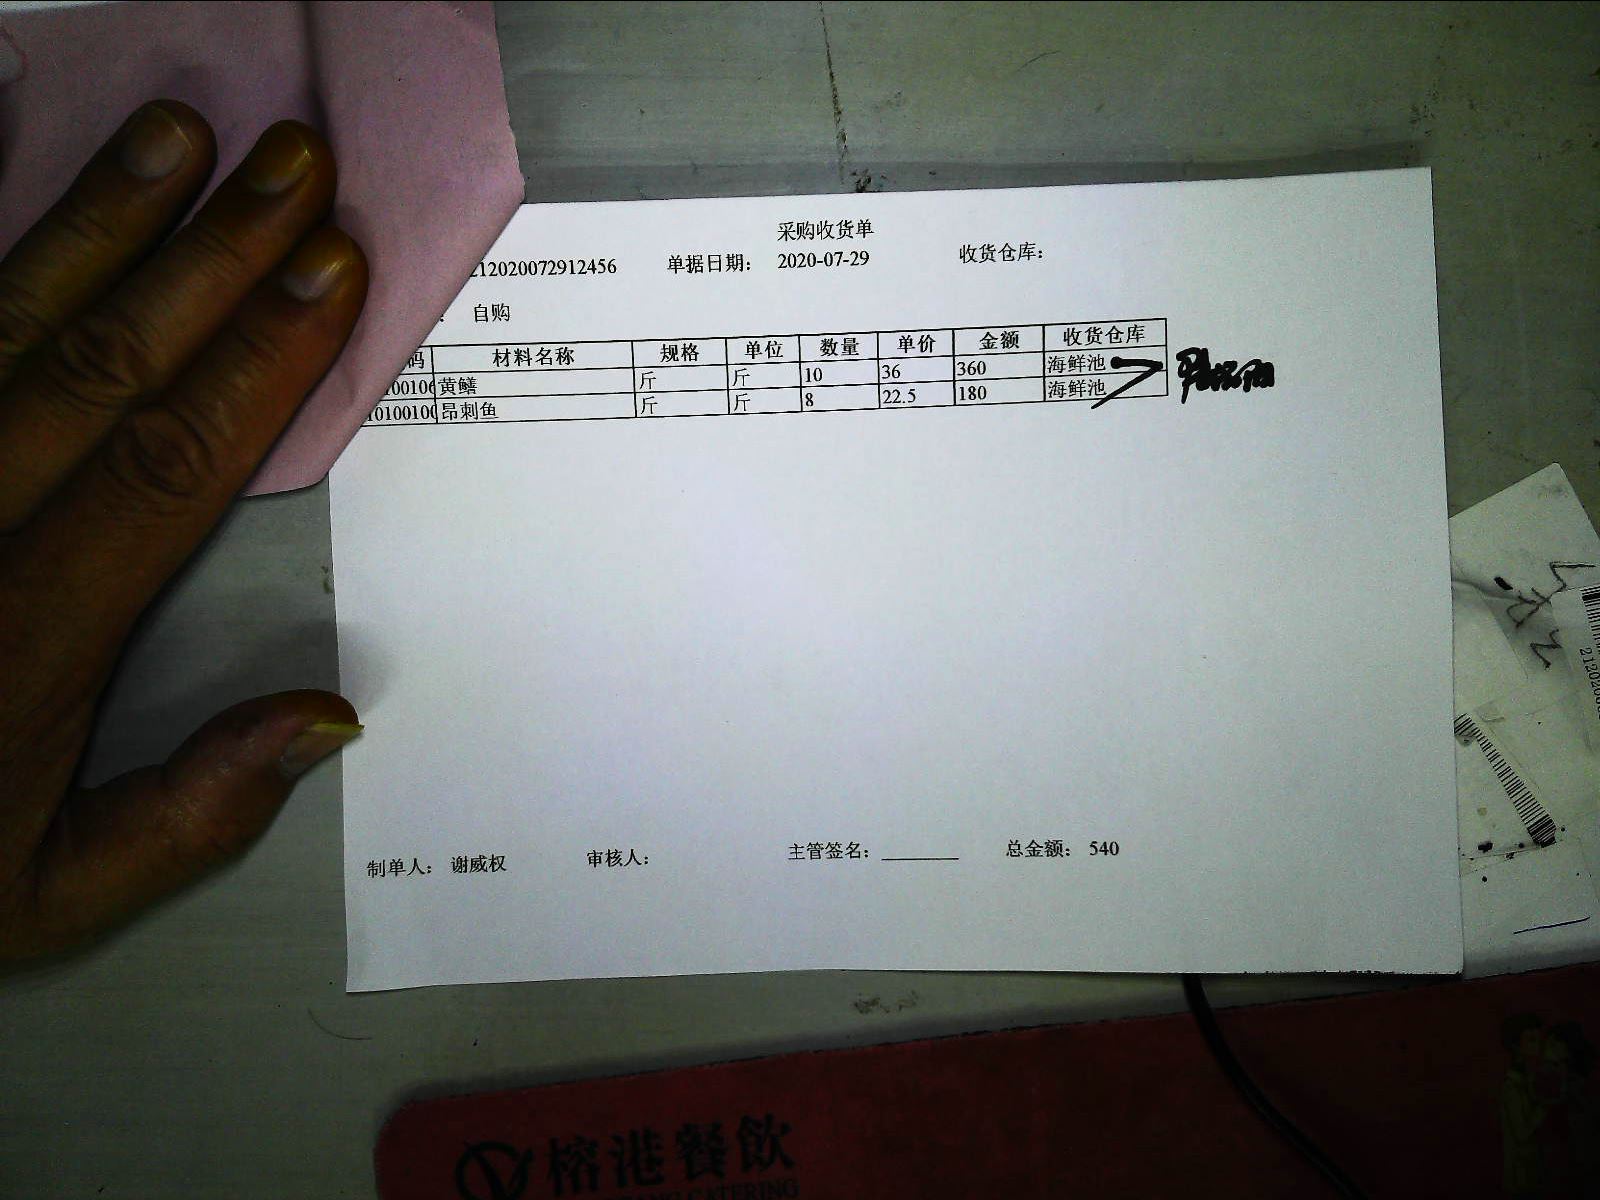 采购收货单
212020072912456 单据日期： 2020-07-29 收货仓库：
： 自购
码 材料名称 规格 单位 数量 单价 金额 收货仓库
100106 黄鳝 斤 斤 10 36 360 海鲜池
10100100 昂刺鱼 斤 斤 8 22.5 180 海鲜池
制单人： 谢威权 审核人： 主管签名： 总金额： 540
榕港餐飲
CATERING